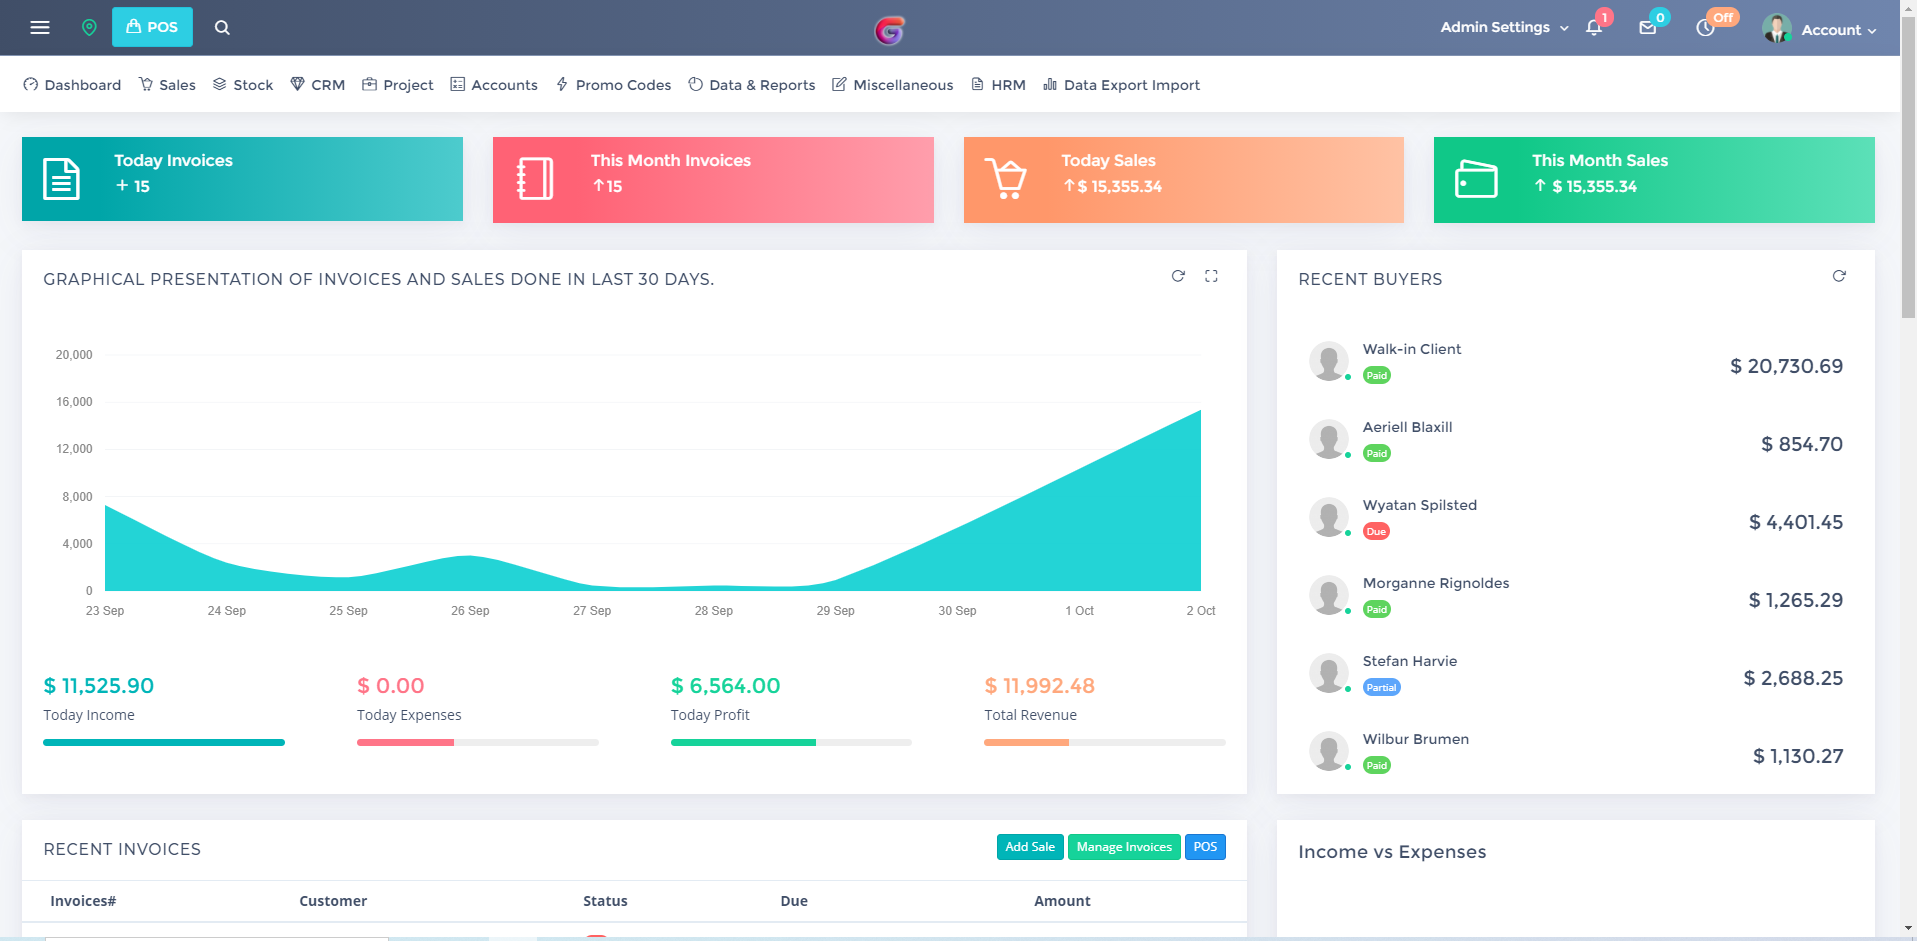 POS
Admin Settings
1
0
Off
Account
Dashboard
Sales
Stock
CRM
Project
Accounts
Promo Codes
Data & Reports
Miscellaneous
HRM
Data Export Import
Today Invoices
+ 15
This Month Invoices
↑15
Today Sales
↑$ 15,355.34
This Month Sales
↑ $ 15,355.34
GRAPHICAL PRESENTATION OF INVOICES AND SALES DONE IN LAST 30 DAYS.
20,000
16,000
12,000
8,000
4,000
0
23 Sep
24 Sep
25 Sep
26 Sep
27 Sep
28 Sep
29 Sep
30 Sep
1 Oct
2 Oct
$ 11,525.90
Today Income
$ 0.00
Today Expenses
$ 6,564.00
Today Profit
$ 11,992.48
Total Revenue
RECENT BUYERS
Walk-in Client
Paid
$ 20,730.69
Aeriell Blaxill
Paid
$ 854.70
Wyatan Spilsted
Due
$ 4,401.45
Morganne Rignoldes
Paid
$ 1,265.29
Stefan Harvie
Partial
$ 2,688.25
Wilbur Brumen
Paid
$ 1,130.27
RECENT INVOICES
Add Sale
Manage Invoices
POS
Invoices#
Customer
Status
Due
Amount
Income vs Expenses